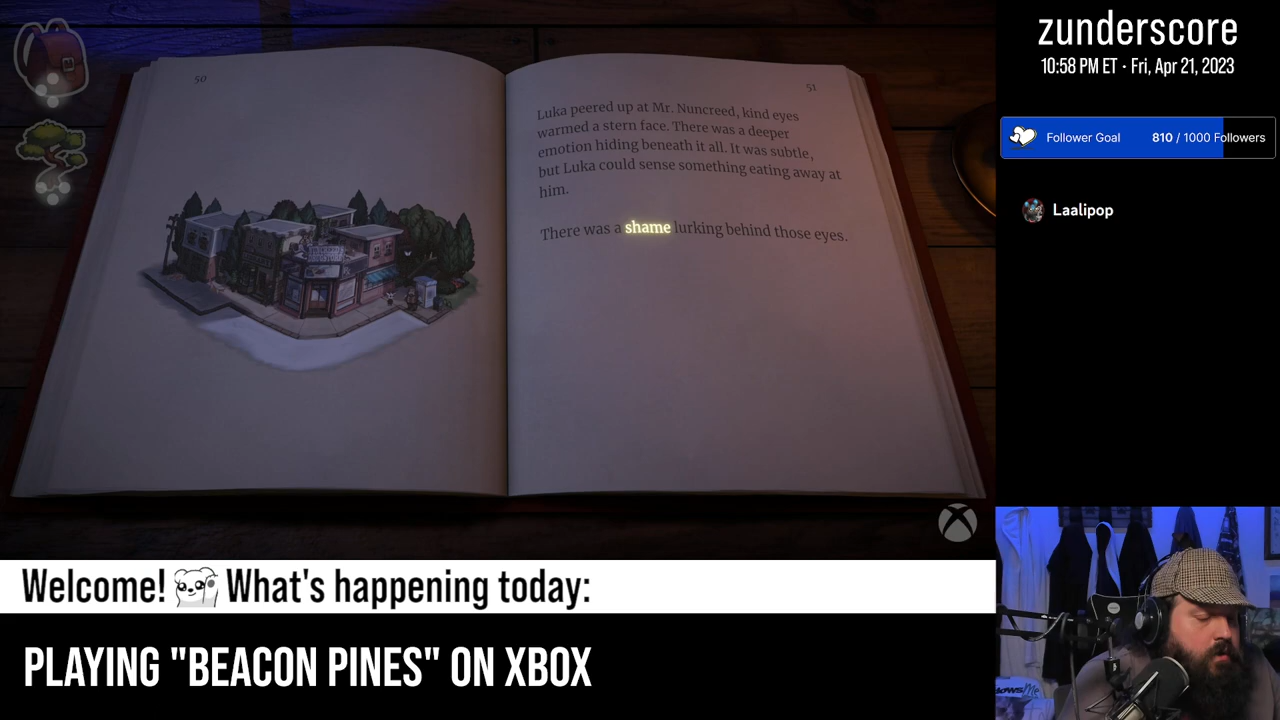 zunderscore
10:58 PM ET · Fri, Apr 21, 2023
Follower Goal 810 / 1000 Followers
Laalipop
50
51
Luka peered up at Mr. Nuncreed, kind eyes
warmed a stern face. There was a deeper
emotion hiding beneath it all. It was subtle,
but Luka could sense something eating away at
him.
There was a shame lurking behind those eyes.
Welcome! What's happening today:
PLAYING "BEACON PINES" ON XBOX